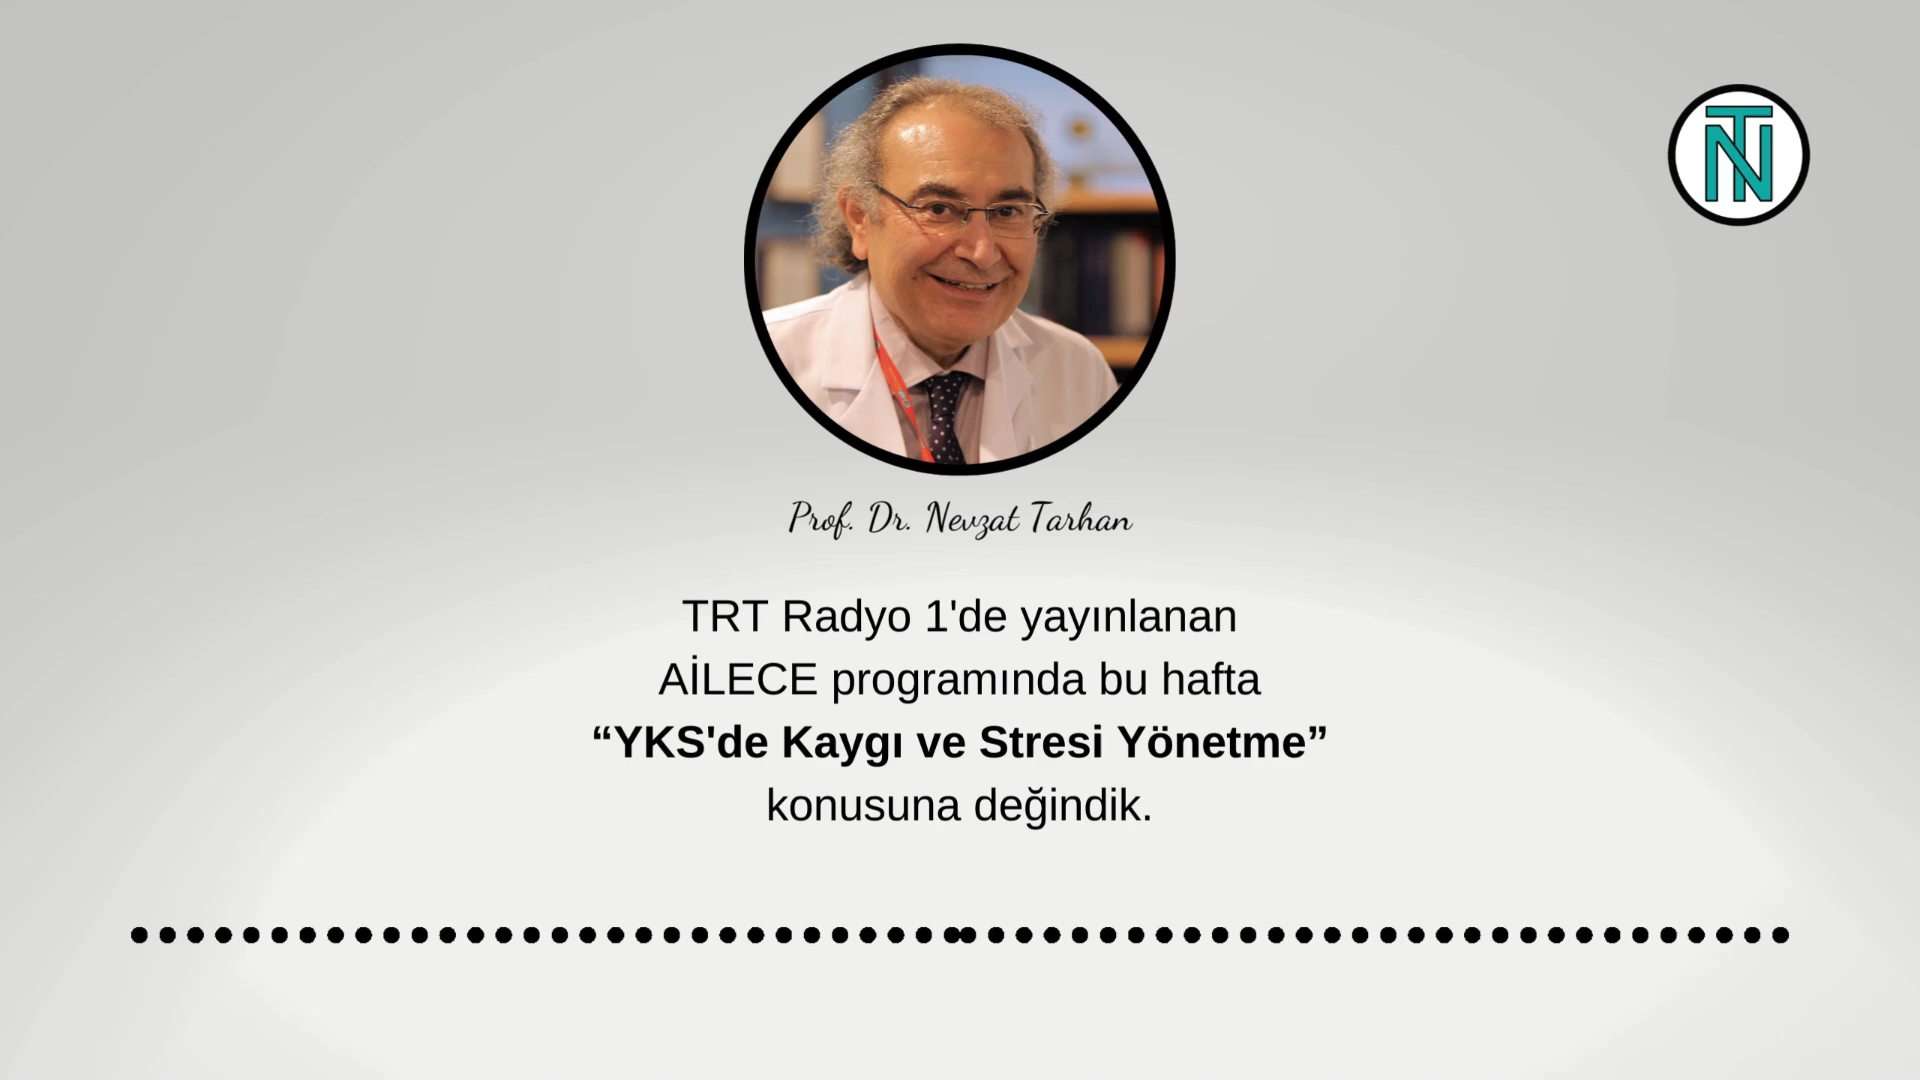 TN
Prof. Dr. Nevzat Tarhan
TRT Radyo 1'de yayınlanan
AİLECE programında bu hafta
“YKS'de Kaygı ve Stresi Yönetme”
konusuna değindik.